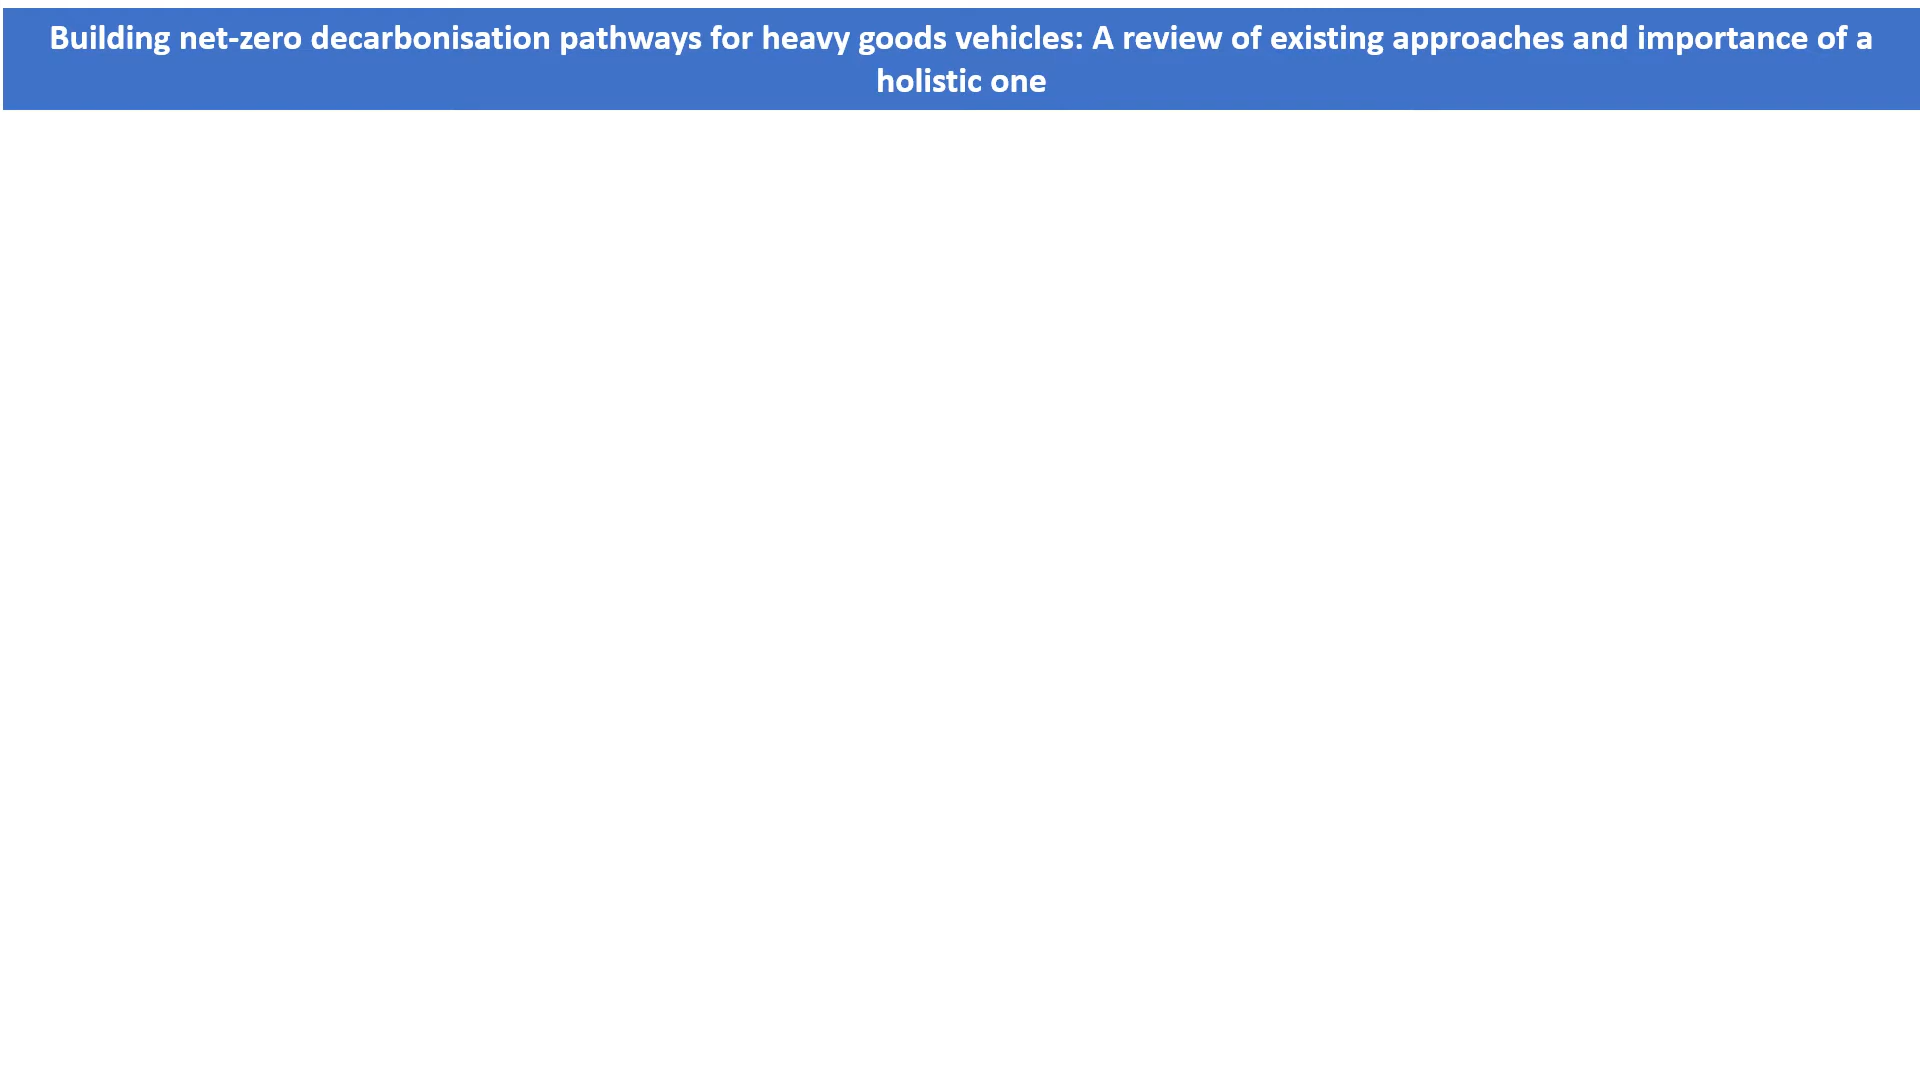 Building net-zero decarbonisation pathways for heavy goods vehicles: A review of existing approaches and importance of a
holistic one